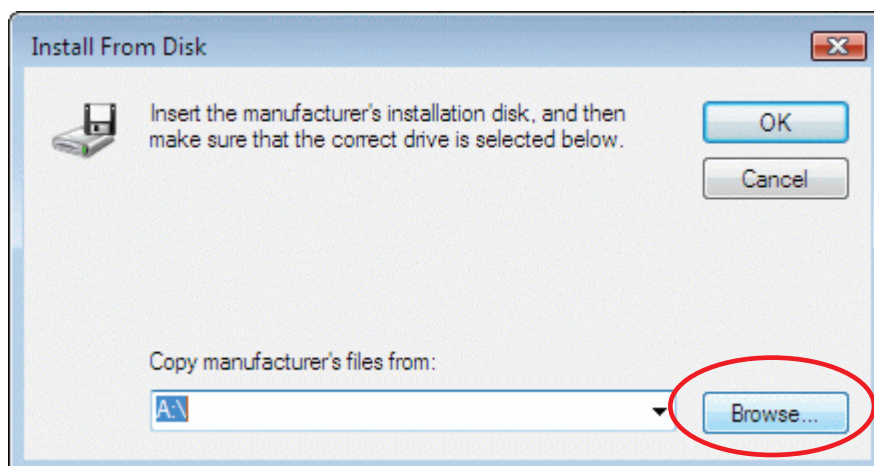 Install From Disk
Insert the manufacturer's installation disk, and then
make sure that the correct drive is selected below.
OK
Cancel
Copy manufacturer's files from:
A:\
Browse...